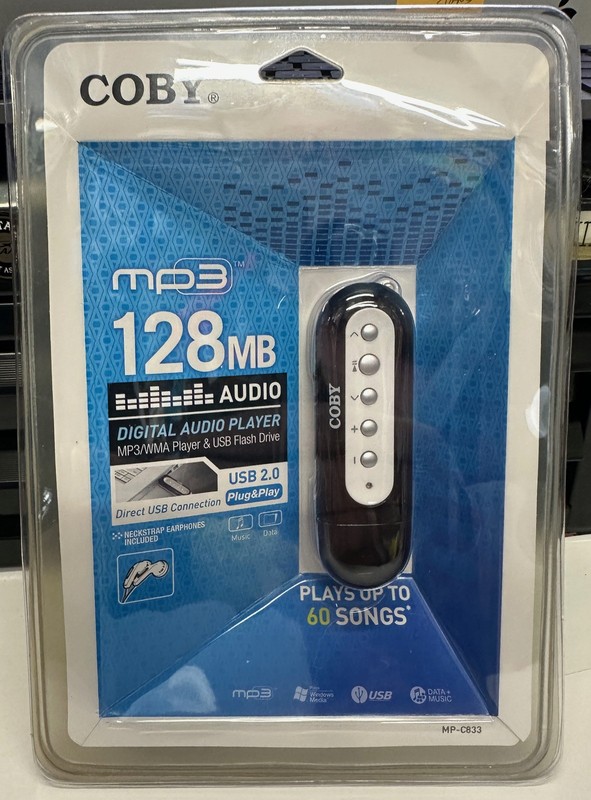 COBY®
mp3™
128MB
AUDIO
DIGITAL AUDIO PLAYER
MP3/WMA Player & USB Flash Drive
USB 2.0
Plug&Play
Direct USB Connection
NECKSTRAP EARPHONES
INCLUDED
Music
Data
COBY
PLAYS UP TO
60 SONGS*
mp3
Windows
Media
USB
DATA+
MUSIC
MP-C833